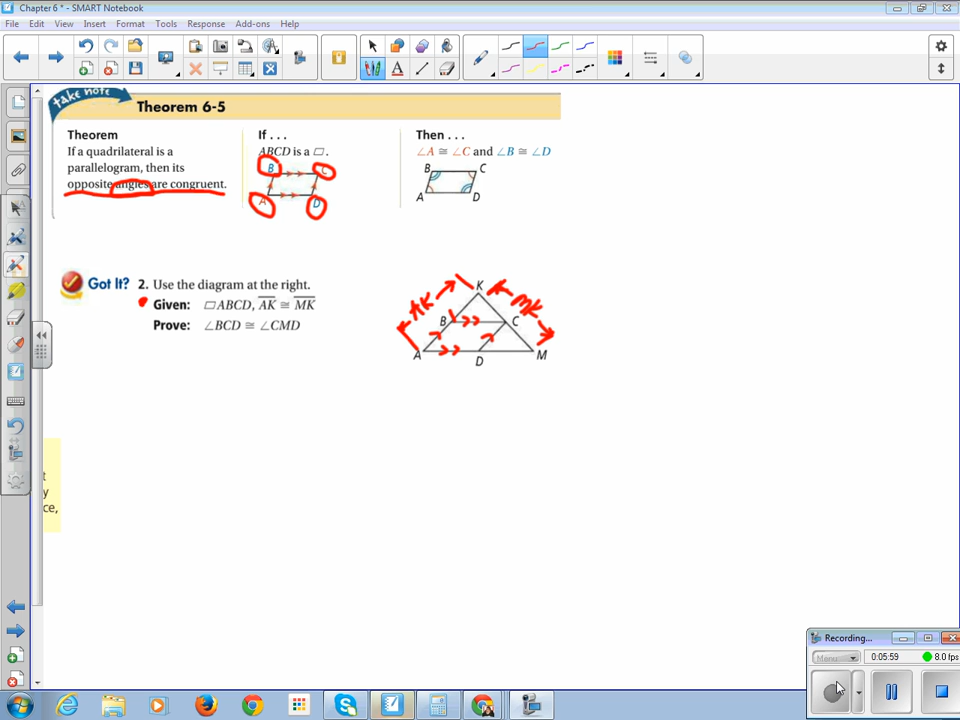 Chapter 6 * - SMART Notebook
File Edit View Insert Format Tools Response Add-ons Help
take note
Theorem 6-5
Theorem
If a quadrilateral is a
parallelogram, then its
opposite angles are congruent.
If . . .
ABCD is a ▱.
B C
A D
Then . . .
∠A ≅ ∠C and ∠B ≅ ∠D
B C
A D
Got It? 2. Use the diagram at the right.
Given: ▱ABCD, AK ≅ MK
Prove: ∠BCD ≅ ∠CMD
K
AK MK
B C
A D M
t
y
ce,
Recording...
Menu 0:05:59 8.0 fps